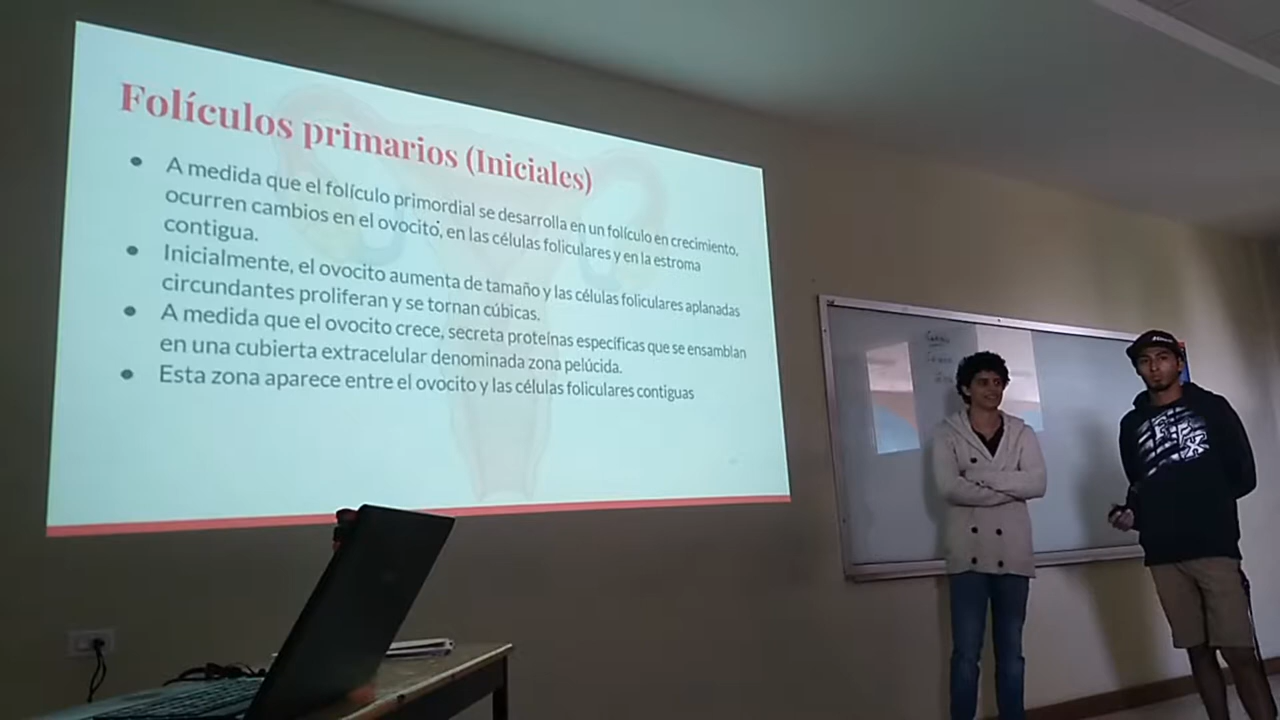 Folículos primarios (Iniciales)
● A medida que el folículo primordial se desarrolla en un folículo en crecimiento,
ocurren cambios en el ovocito, en las células foliculares y en la estroma
contigua.
● Inicialmente, el ovocito aumenta de tamaño y las células foliculares aplanadas
circundantes proliferan y se tornan cúbicas.
● A medida que el ovocito crece, secreta proteínas específicas que se ensamblan
en una cubierta extracelular denominada zona pelúcida.
● Esta zona aparece entre el ovocito y las células foliculares contiguas